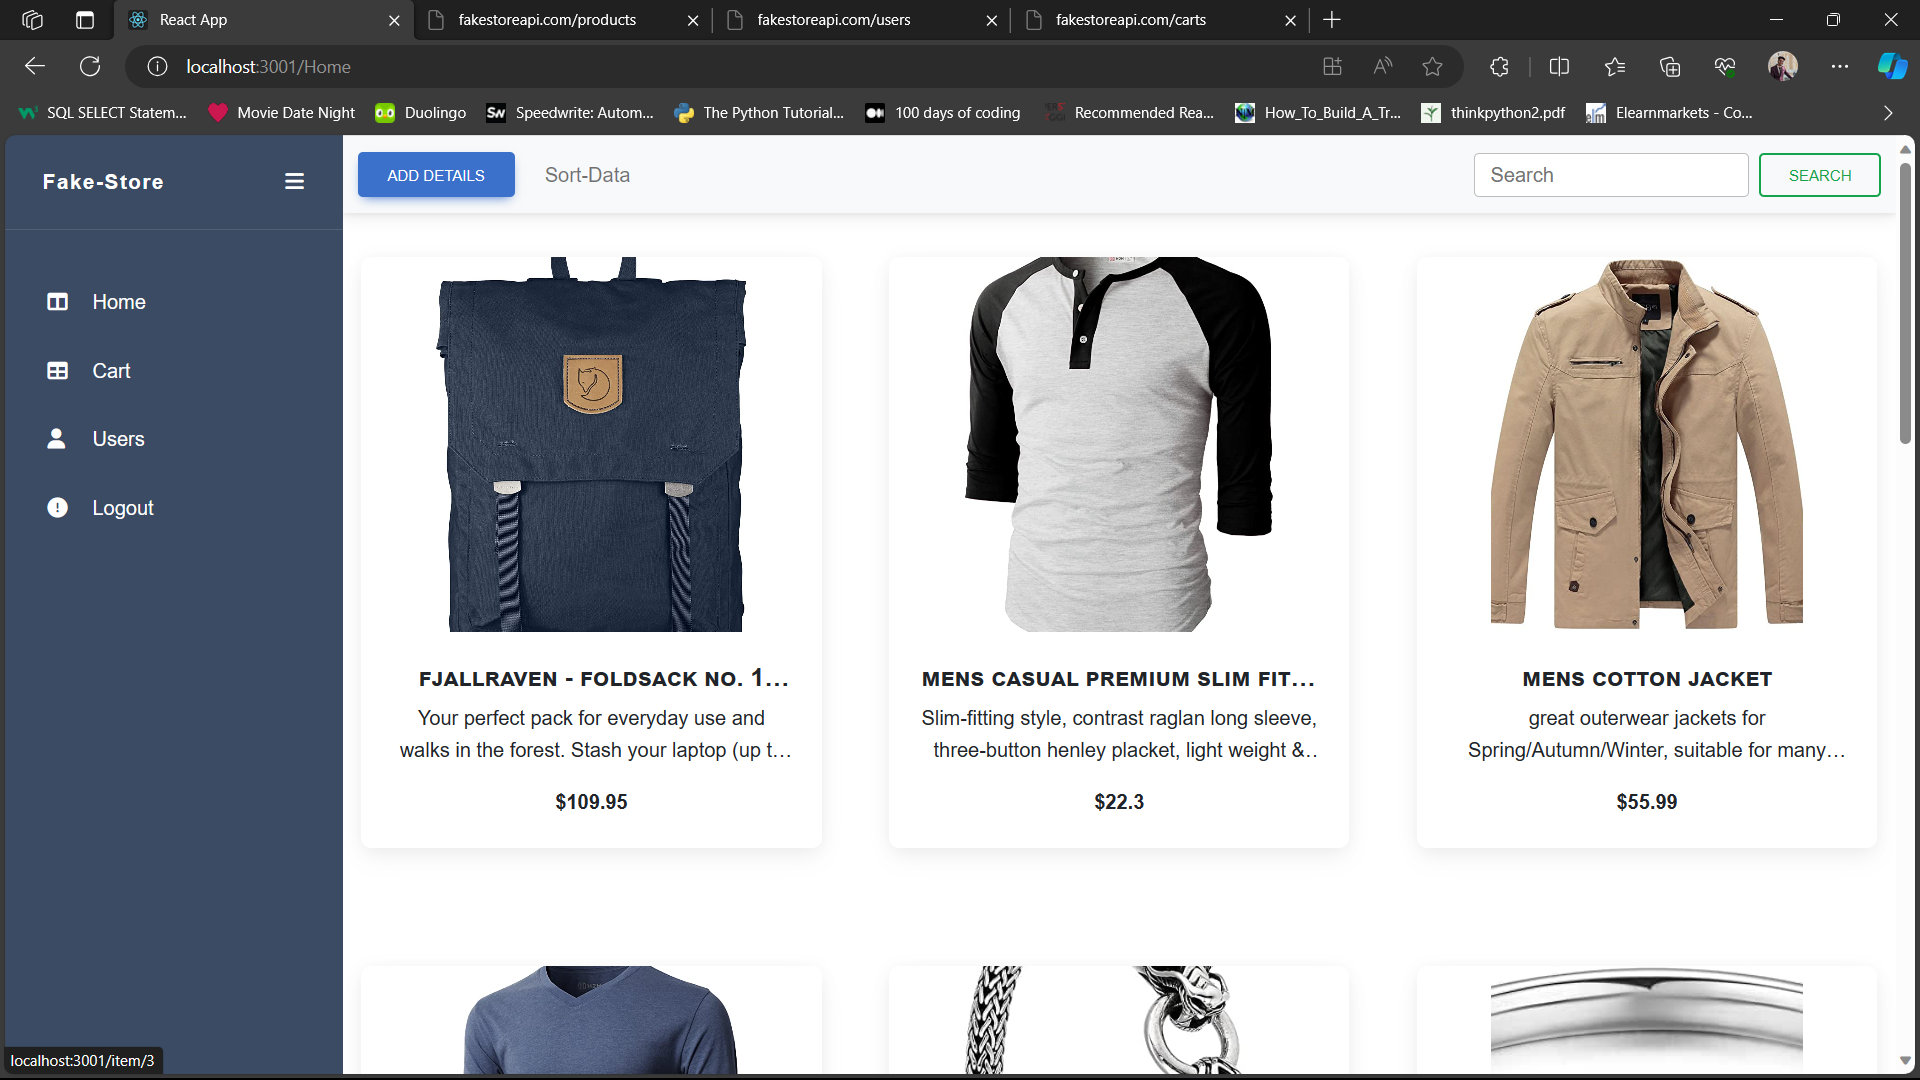 React App
fakestoreapi.com/products
fakestoreapi.com/users
fakestoreapi.com/carts
localhost:3001/Home
SQL SELECT Statem...
Movie Date Night
Duolingo
Speedwrite: Autom...
The Python Tutorial...
100 days of coding
Recommended Rea...
How_To_Build_A_Tr...
thinkpython2.pdf
Elearnmarkets - Co...
Fake-Store
ADD DETAILS
Sort-Data
Search
SEARCH
Home
Cart
Users
Logout
FJALLRAVEN - FOLDSACK NO. 1...
Your perfect pack for everyday use and
walks in the forest. Stash your laptop (up t...
$109.95
MENS CASUAL PREMIUM SLIM FIT...
Slim-fitting style, contrast raglan long sleeve,
three-button henley placket, light weight &..
$22.3
MENS COTTON JACKET
great outerwear jackets for
Spring/Autumn/Winter, suitable for many...
$55.99
localhost:3001/item/3